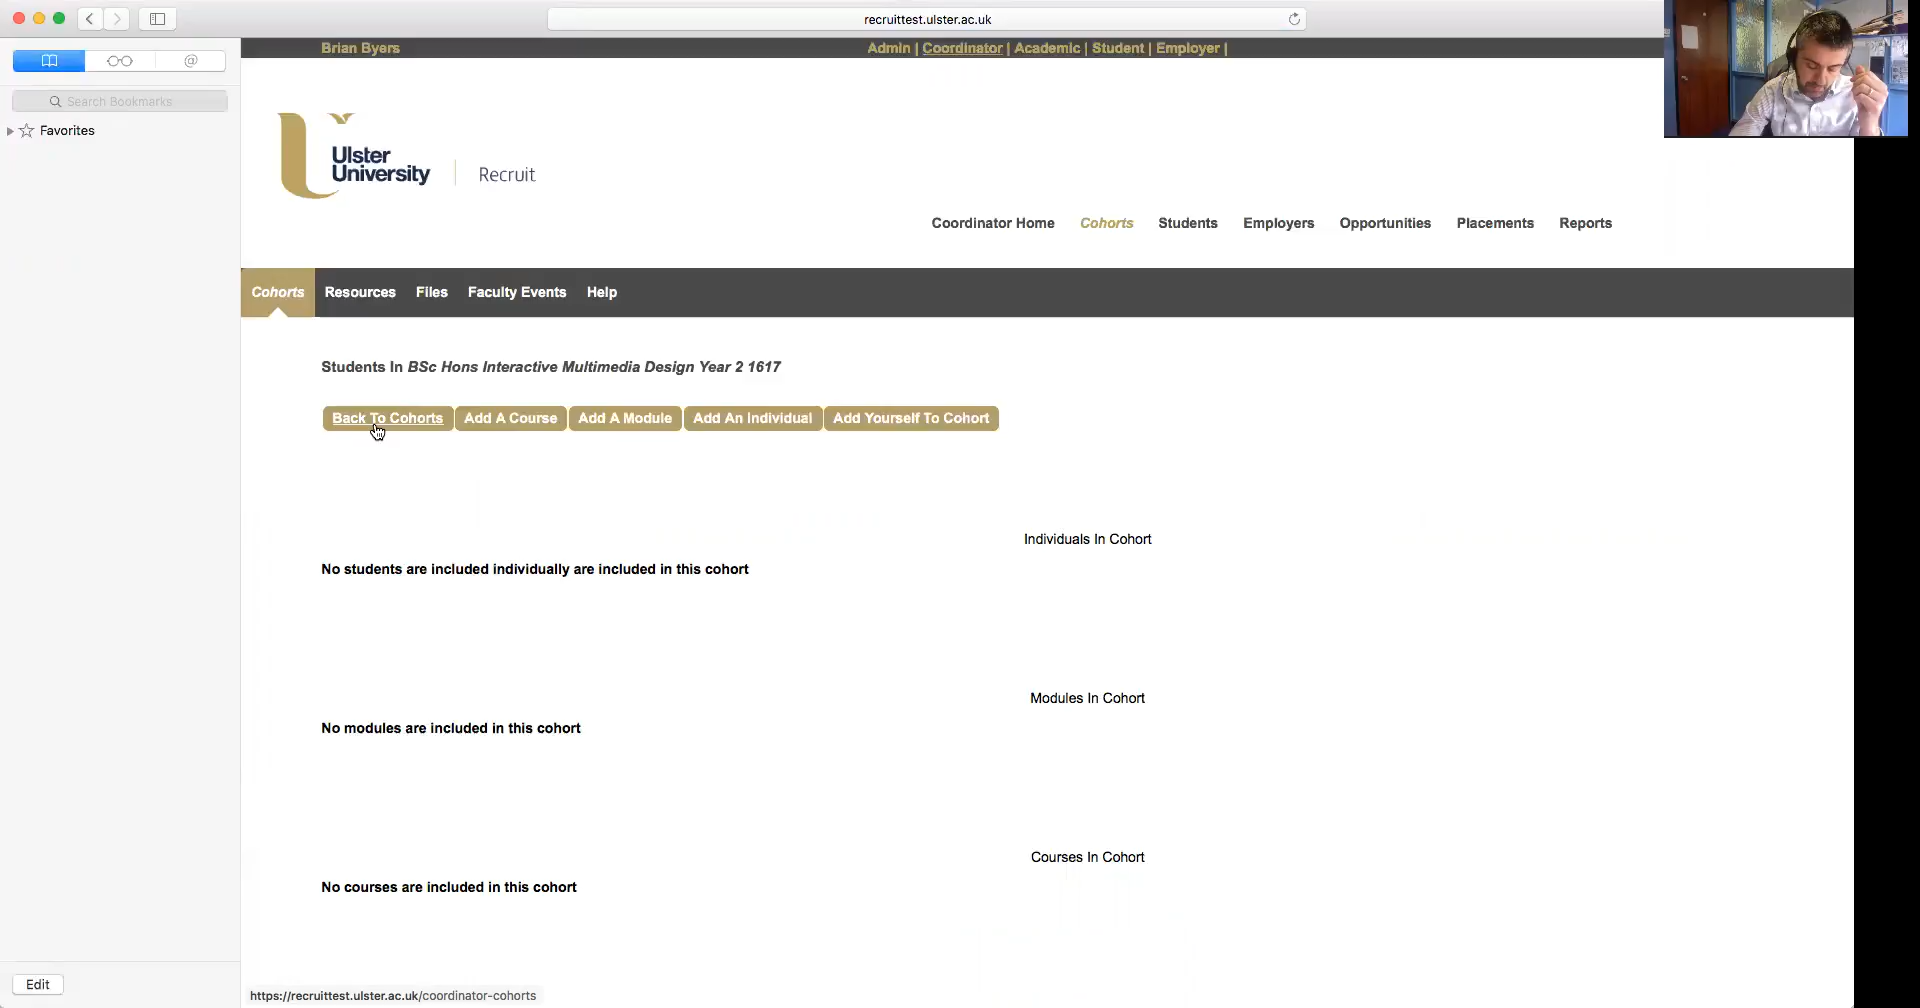 recruittest.ulster.ac.uk
@
Search Bookmarks
Favorites
Brian Byers
Admin | Coordinator | Academic | Student | Employer |
Ulster
University
Recruit
Coordinator Home Cohorts Students Employers Opportunities Placements Reports
Cohorts Resources Files Faculty Events Help
Students In BSc Hons Interactive Multimedia Design Year 2 1617
Back To Cohorts Add A Course Add A Module Add An Individual Add Yourself To Cohort
Individuals In Cohort
No students are included individually are included in this cohort
Modules In Cohort
No modules are included in this cohort
Courses In Cohort
No courses are included in this cohort
Edit
https://recruittest.ulster.ac.uk/coordinator-cohorts